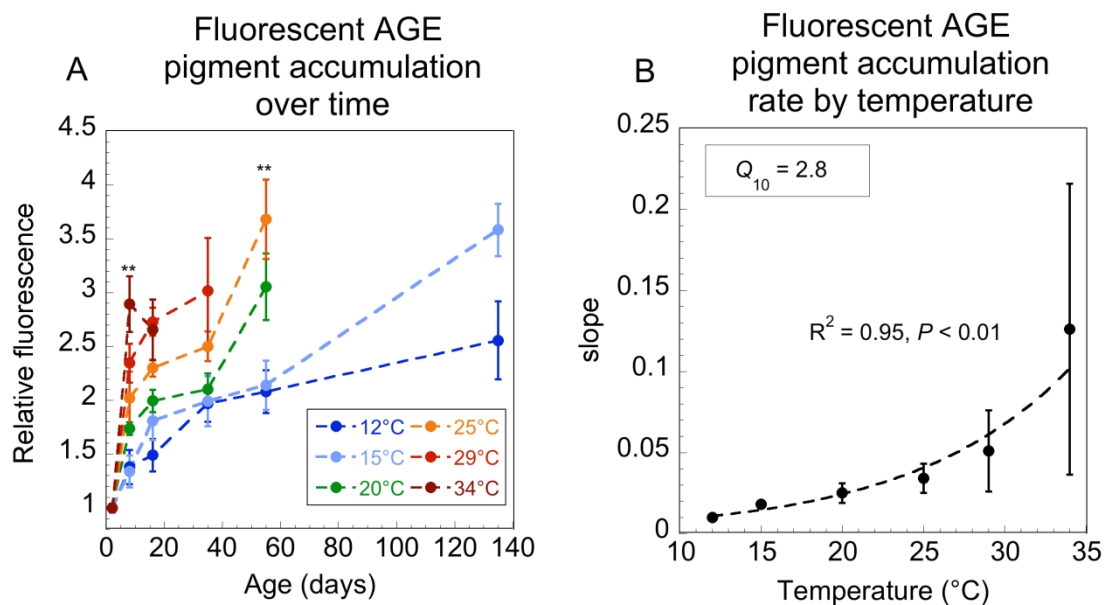 A
Fluorescent AGE
pigment accumulation
over time
4.5
4
3.5
3
2.5
2
1.5
1
Relative fluorescence
**
**
12°C
25°C
15°C
29°C
20°C
34°C
0 20 40 60 80 100 120 140
Age (days)
B
Fluorescent AGE
pigment accumulation
rate by temperature
0.25
0.2
0.15
0.1
0.05
0
slope
Q10 = 2.8
R2 = 0.95, P < 0.01
10 15 20 25 30 35
Temperature (°C)